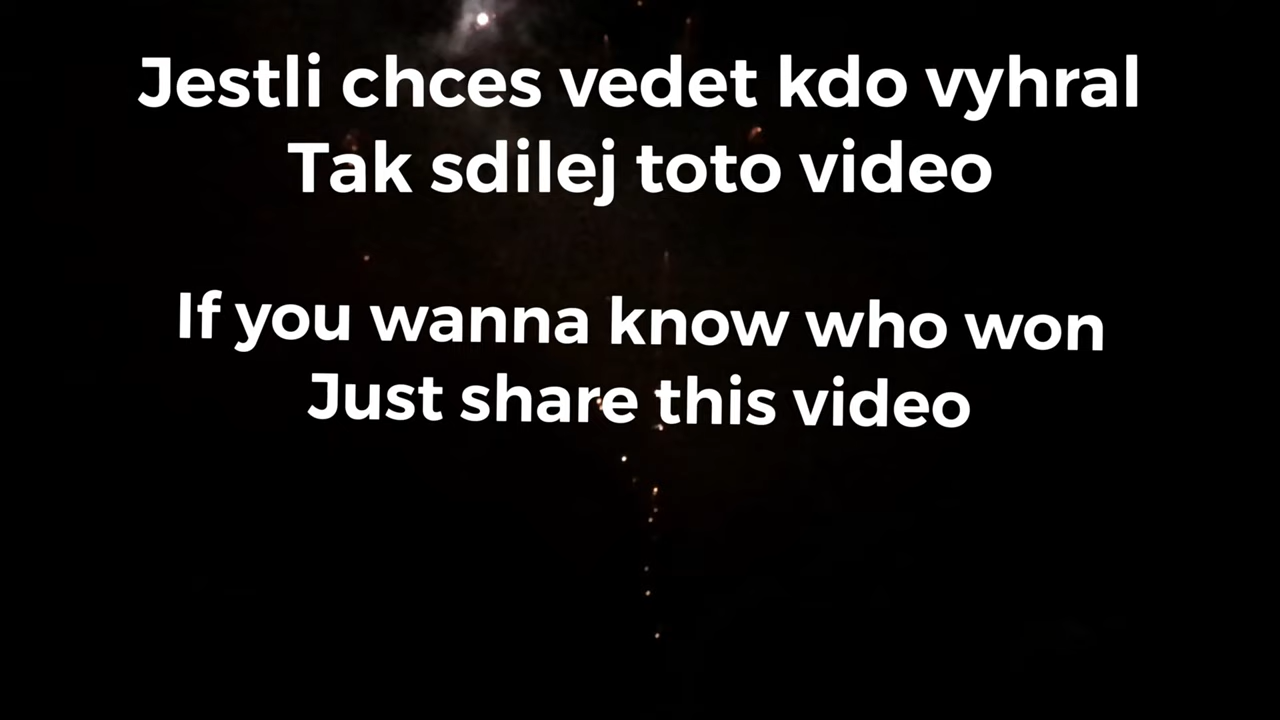 Jestli chces vedet kdo vyhral
Tak sdilej toto video
If you wanna know who won
Just share this video